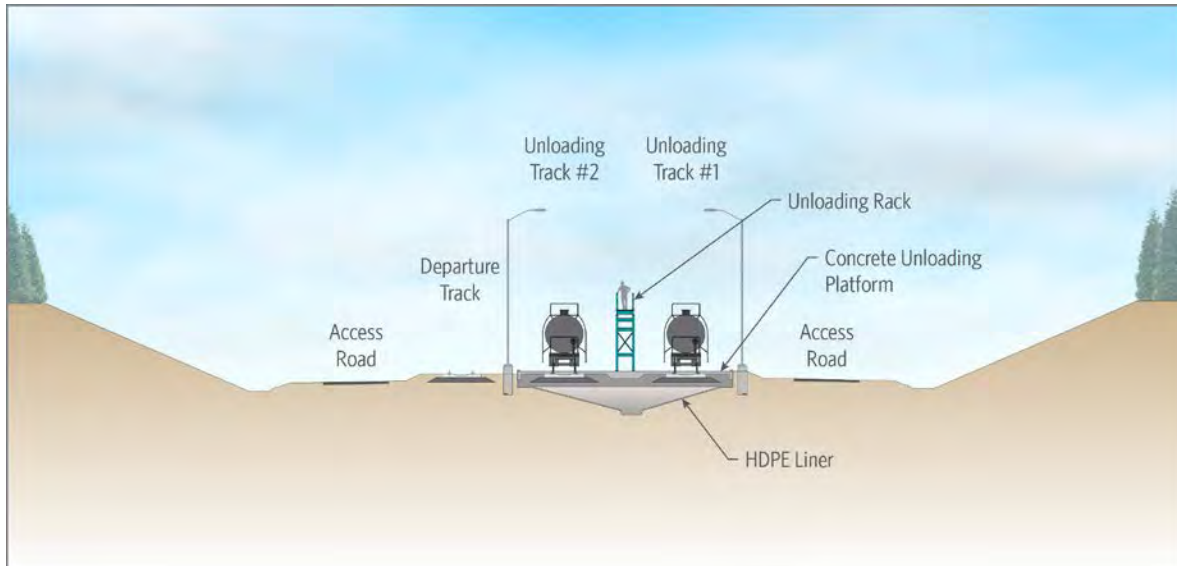 Unloading
Track #2
Unloading
Track #1
Unloading Rack
Departure
Track
Concrete Unloading
Platform
Access
Road
Access
Road
HDPE Liner